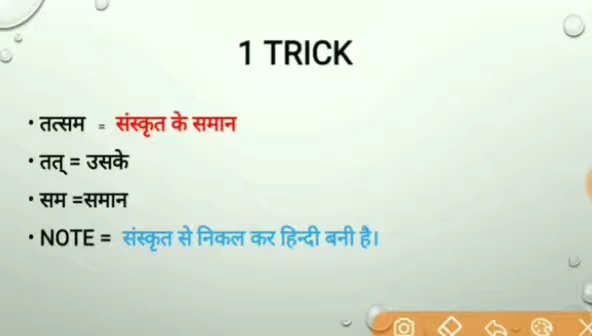 1 TRICK
• तत्सम = संस्कृत के समान
• तत् = उसके
• सम =समान
• NOTE = संस्कृत से निकल कर हिन्दी बनी है।